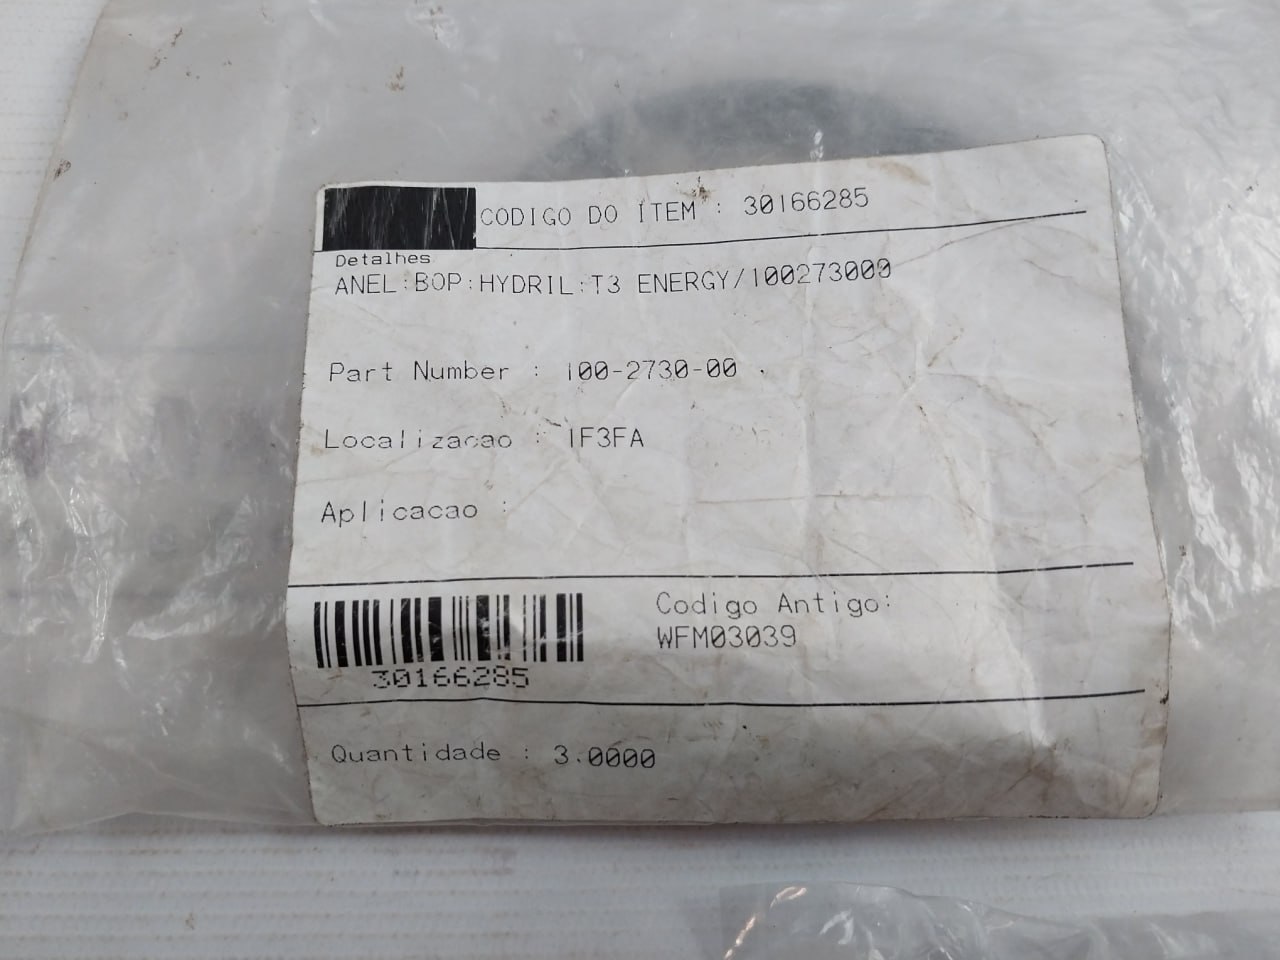 CODIGO DO ITEM : 30166285
Detalhes
ANEL:BOP:HYDRIL:T3 ENERGY/100273000
Part Number : 100-2730-00 .
Localizacao : 1F3FA
Aplicacao :
Codigo Antigo:
WFM03039
30166285
Quantidade : 3.0000